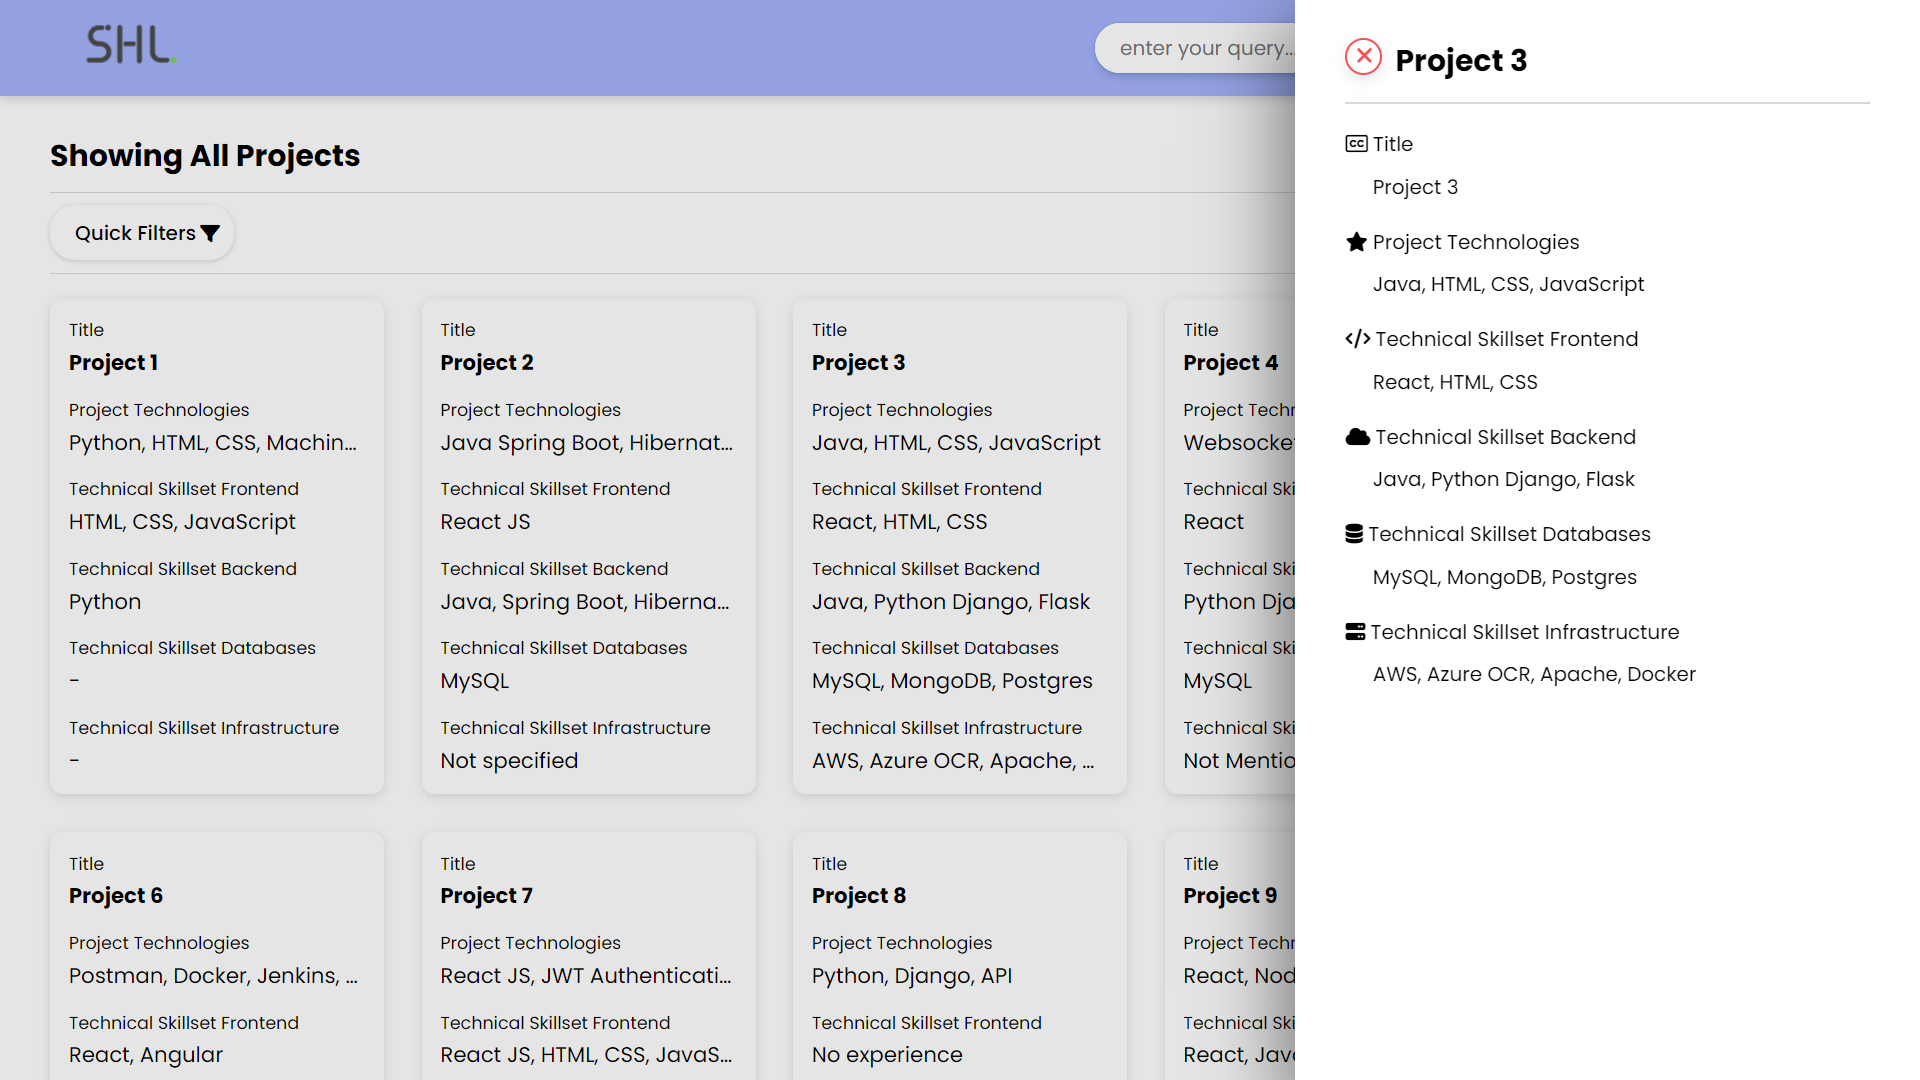 SHL.
enter your query...
Showing All Projects
Quick Filters
Title
Project 1
Project Technologies
Python, HTML, CSS, Machin...
Technical Skillset Frontend
HTML, CSS, JavaScript
Technical Skillset Backend
Python
Technical Skillset Databases
-
Technical Skillset Infrastructure
-
Title
Project 2
Project Technologies
Java Spring Boot, Hibernat...
Technical Skillset Frontend
React JS
Technical Skillset Backend
Java, Spring Boot, Hiberna...
Technical Skillset Databases
MySQL
Technical Skillset Infrastructure
Not specified
Title
Project 3
Project Technologies
Java, HTML, CSS, JavaScript
Technical Skillset Frontend
React, HTML, CSS
Technical Skillset Backend
Java, Python Django, Flask
Technical Skillset Databases
MySQL, MongoDB, Postgres
Technical Skillset Infrastructure
AWS, Azure OCR, Apache, ...
Title
Project 4
Project Techn
Websocket
Technical Ski
React
Technical Ski
Python Dja
Technical Ski
MySQL
Technical Ski
Not Mentio
Title
Project 6
Project Technologies
Postman, Docker, Jenkins, ...
Technical Skillset Frontend
React, Angular
Title
Project 7
Project Technologies
React JS, JWT Authenticati...
Technical Skillset Frontend
React JS, HTML, CSS, JavaS...
Title
Project 8
Project Technologies
Python, Django, API
Technical Skillset Frontend
No experience
Title
Project 9
Project Techn
React, Nod
Technical Ski
React, Java
Project 3
CC Title
Project 3
Project Technologies
Java, HTML, CSS, JavaScript
</> Technical Skillset Frontend
React, HTML, CSS
Technical Skillset Backend
Java, Python Django, Flask
Technical Skillset Databases
MySQL, MongoDB, Postgres
Technical Skillset Infrastructure
AWS, Azure OCR, Apache, Docker